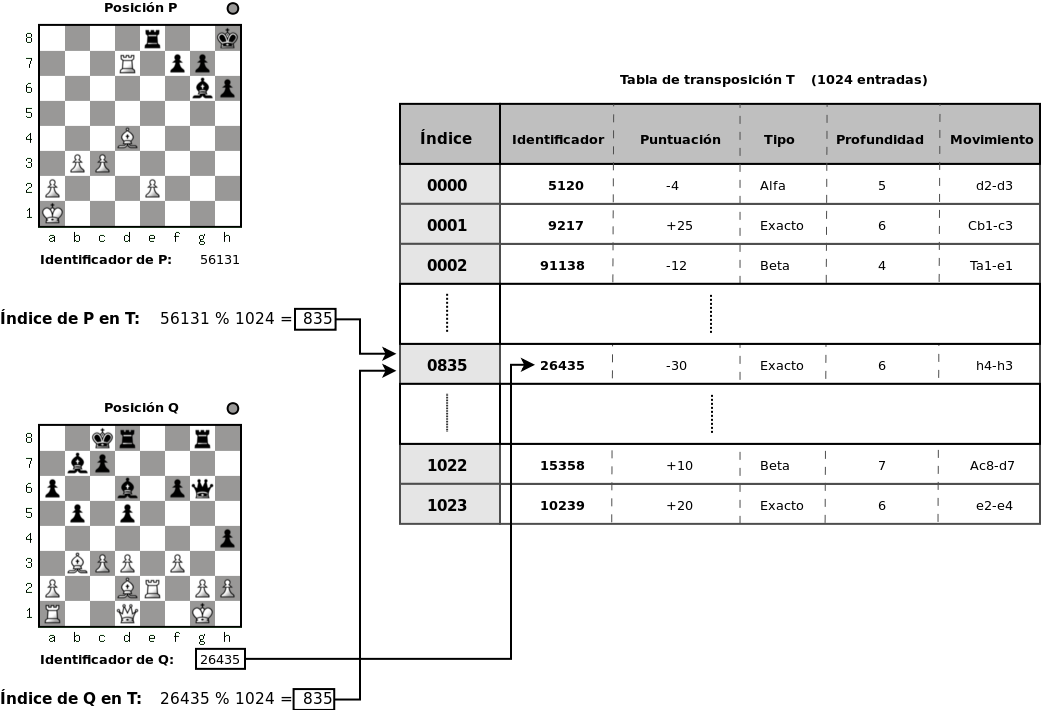 Posición P
8
7
6
5
4
3
2
1
a b c d e f g h
Identificador de P: 56131
Índice de P en T: 56131 % 1024 = 835
Posición Q
8
7
6
5
4
3
2
1
a b c d e f g h
Identificador de Q: 26435
Índice de Q en T: 26435 % 1024 = 835
Tabla de transposición T (1024 entradas)
Índice Identificador Puntuación Tipo Profundidad Movimiento
0000 5120 -4 Alfa 5 d2-d3
0001 9217 +25 Exacto 6 Cb1-c3
0002 91138 -12 Beta 4 Ta1-e1
0835 26435 -30 Exacto 6 h4-h3
1022 15358 +10 Beta 7 Ac8-d7
1023 10239 +20 Exacto 6 e2-e4